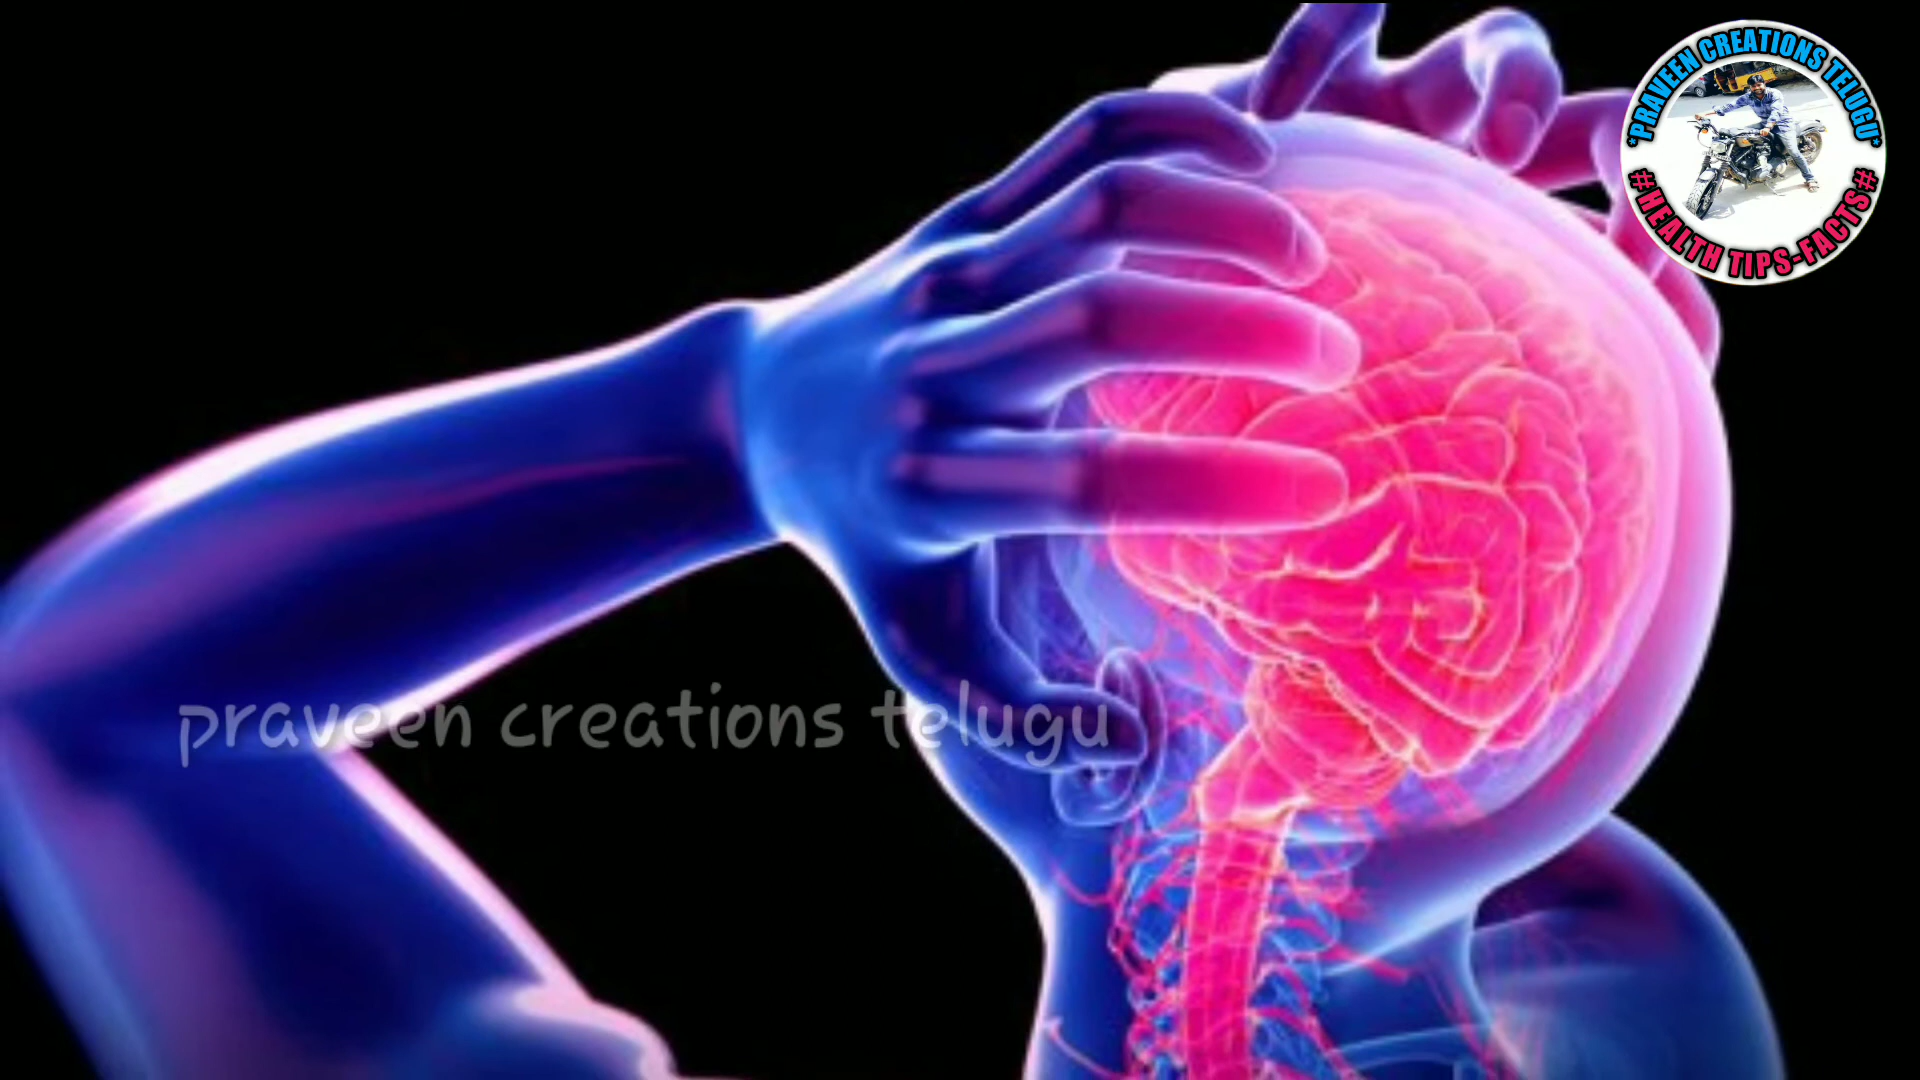 *PRAVEEN CREATIONS TELUGU*
#HEALTH TIPS-FACTS#
praveen creations telugu